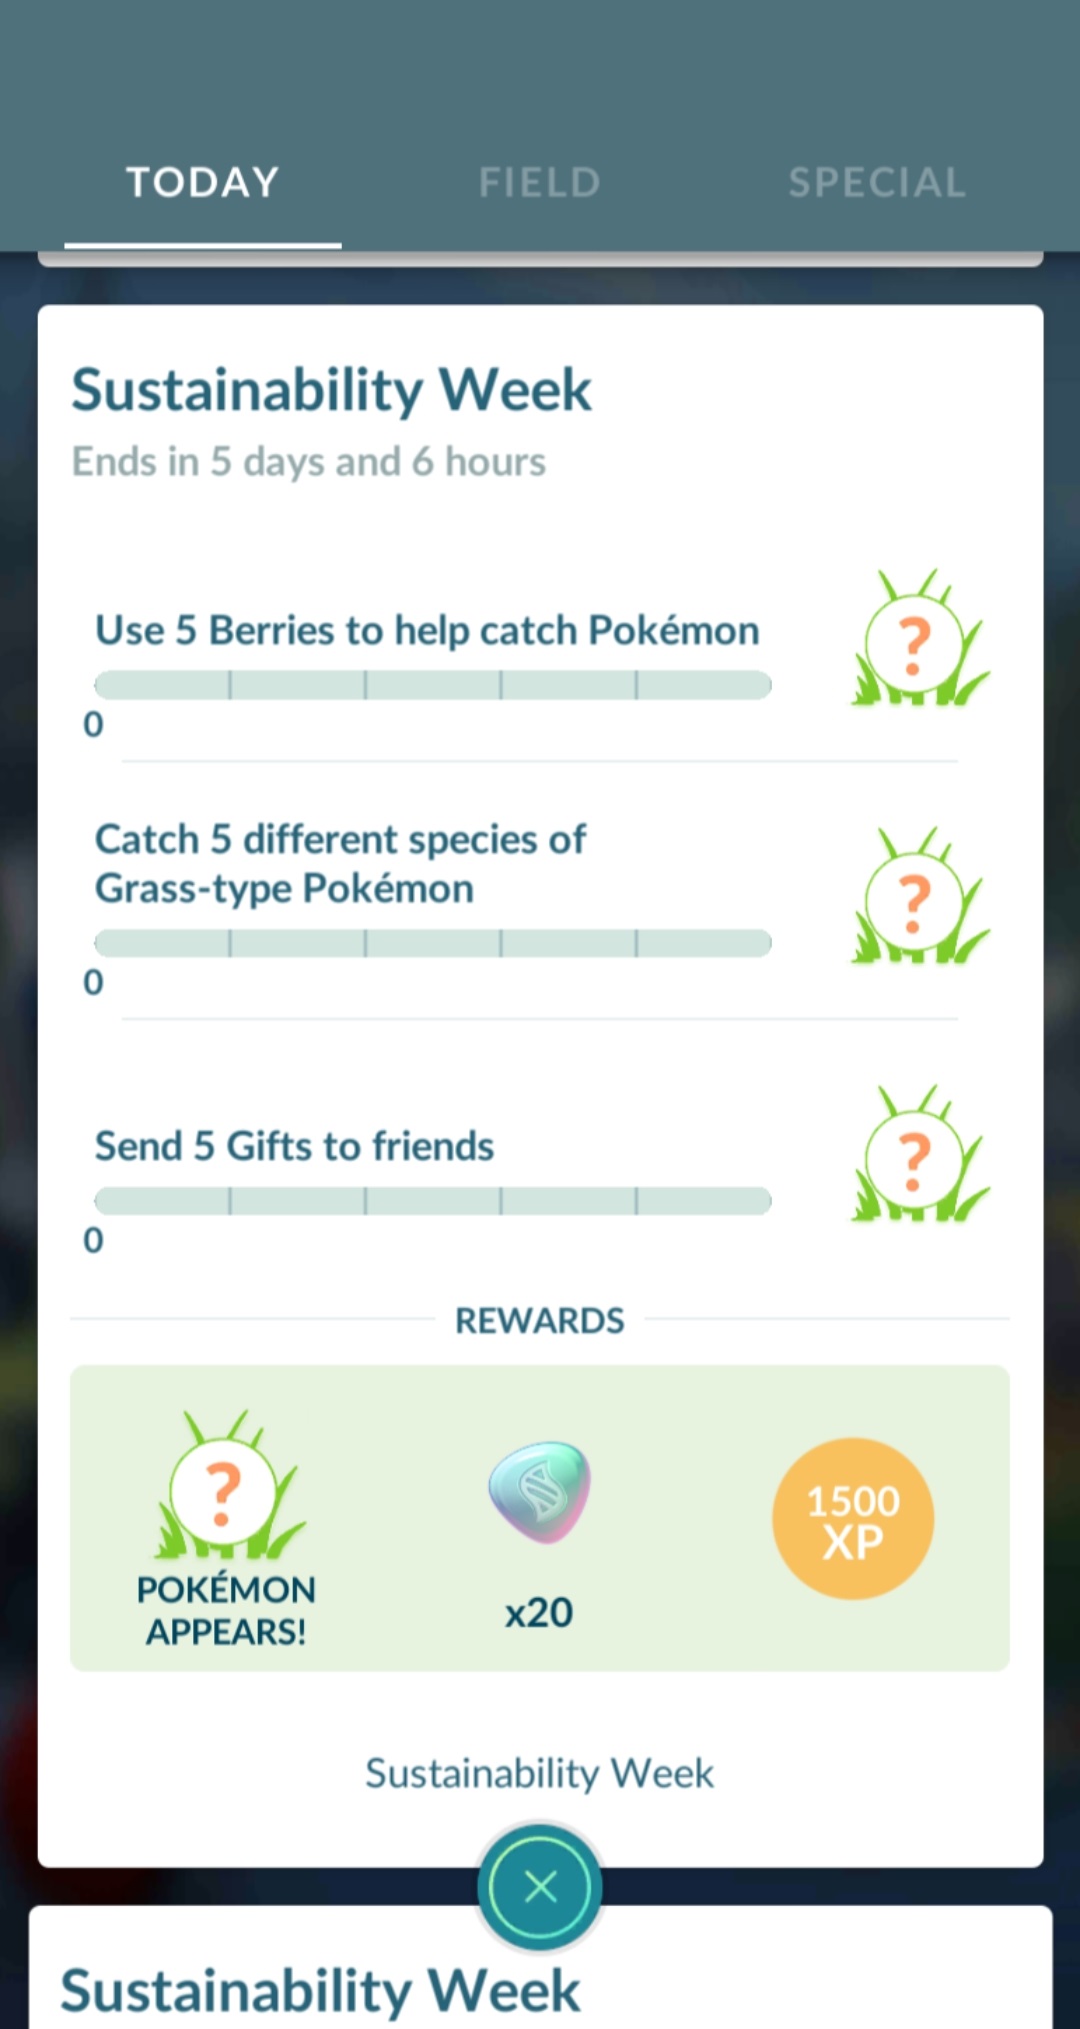 TODAY
FIELD
SPECIAL
Sustainability Week
Ends in 5 days and 6 hours
Use 5 Berries to help catch Pokémon
?
0
Catch 5 different species of
Grass-type Pokémon
?
0
Send 5 Gifts to friends
?
0
REWARDS
?
POKÉMON
APPEARS!
x20
1500
XP
Sustainability Week
Sustainability Week